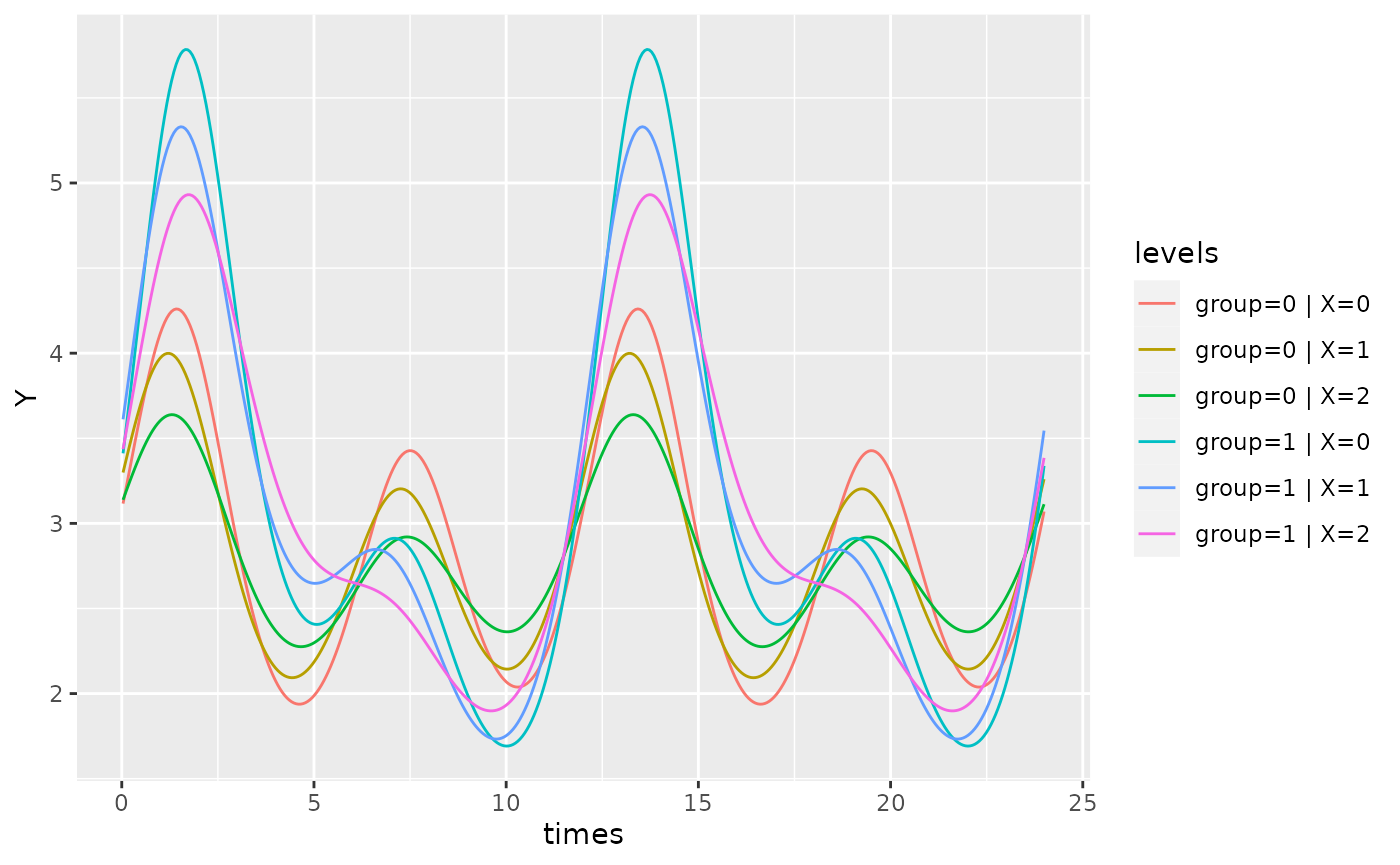 5
4
3
2
Y
0 5 10 15 20 25
times
levels
group=0 | X=0
group=0 | X=1
group=0 | X=2
group=1 | X=0
group=1 | X=1
group=1 | X=2